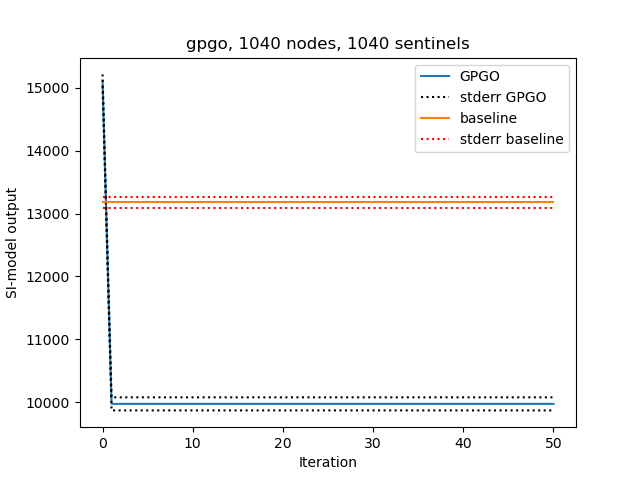 gpgo, 1040 nodes, 1040 sentinels
GPGO
stderr GPGO
baseline
stderr baseline
15000
14000
13000
12000
11000
10000
SI-model output
0 10 20 30 40 50
Iteration